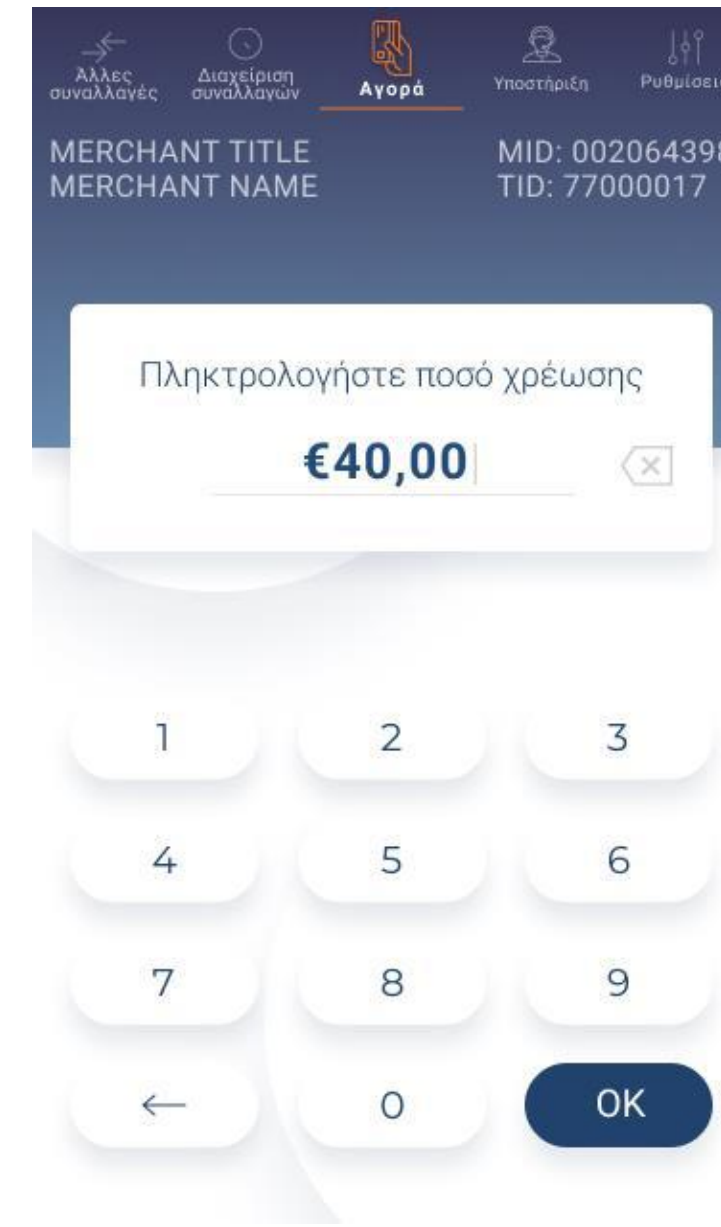 Άλλες
συναλλαγές
Διαχείριση
συναλλαγών
Αγορά
Υποστήριξη
Ρυθμίσεις
MERCHANT TITLE
MID: 002064398
MERCHANT NAME
TID: 77000017
Πληκτρολογήστε ποσό χρέωσης
€40,00
1 2 3
4 5 6
7 8 9
0 OK